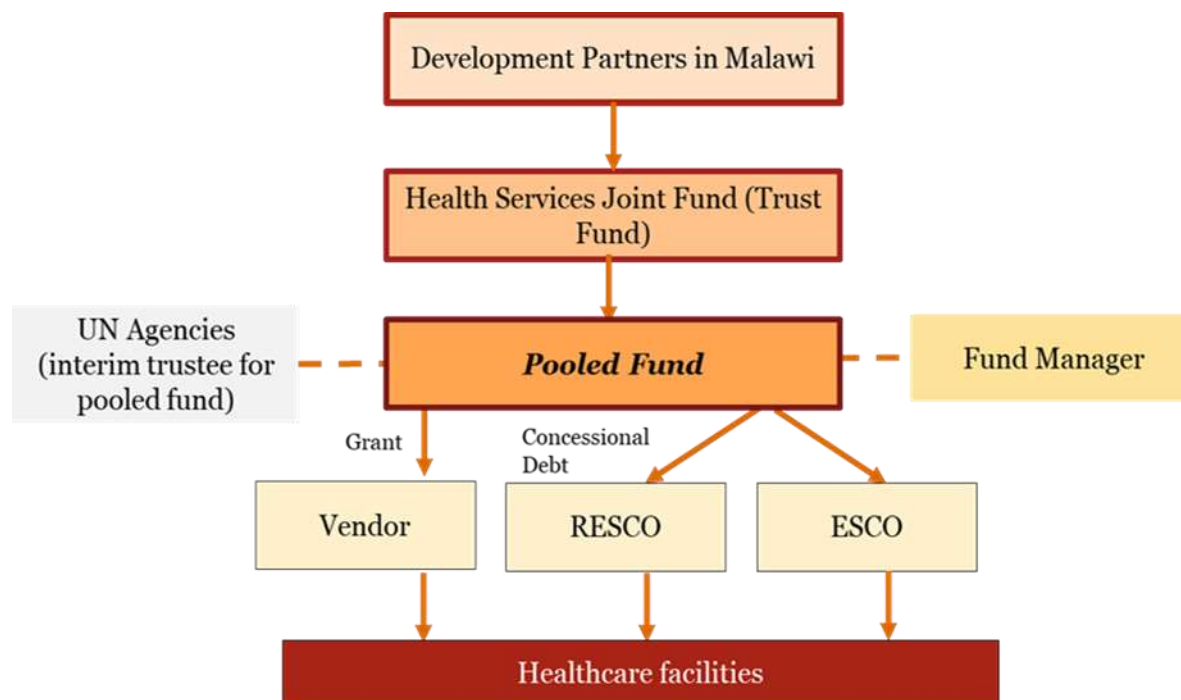 Development Partners in Malawi
Health Services Joint Fund (Trust
Fund)
UN Agencies
(interim trustee for
pooled fund)
Pooled Fund
Fund Manager
Grant
Concessional
Debt
Vendor
RESCO
ESCO
Healthcare facilities